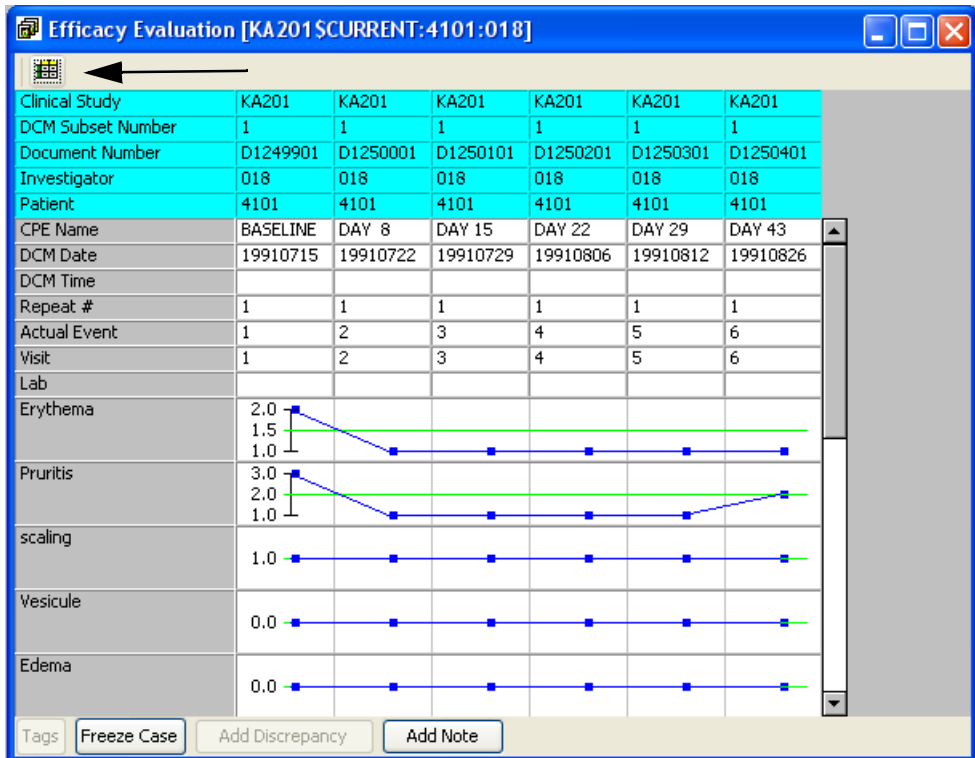 Efficacy Evaluation [KA201$CURRENT:4101:018]
Clinical Study KA201 KA201 KA201 KA201 KA201 KA201
DCM Subset Number 1 1 1 1 1 1
Document Number D1249901 D1250001 D1250101 D1250201 D1250301 D1250401
Investigator 018 018 018 018 018 018
Patient 4101 4101 4101 4101 4101 4101
CPE Name BASELINE DAY 8 DAY 15 DAY 22 DAY 29 DAY 43
DCM Date 19910715 19910722 19910729 19910806 19910812 19910826
DCM Time
Repeat # 1 1 1 1 1 1
Actual Event 1 2 3 4 5 6
Visit 1 2 3 4 5 6
Lab
Erythema 2.0
1.5
1.0
Pruritis 3.0
2.0
1.0
scaling
1.0
Vesicule
0.0
Edema
0.0
Tags Freeze Case Add Discrepancy Add Note